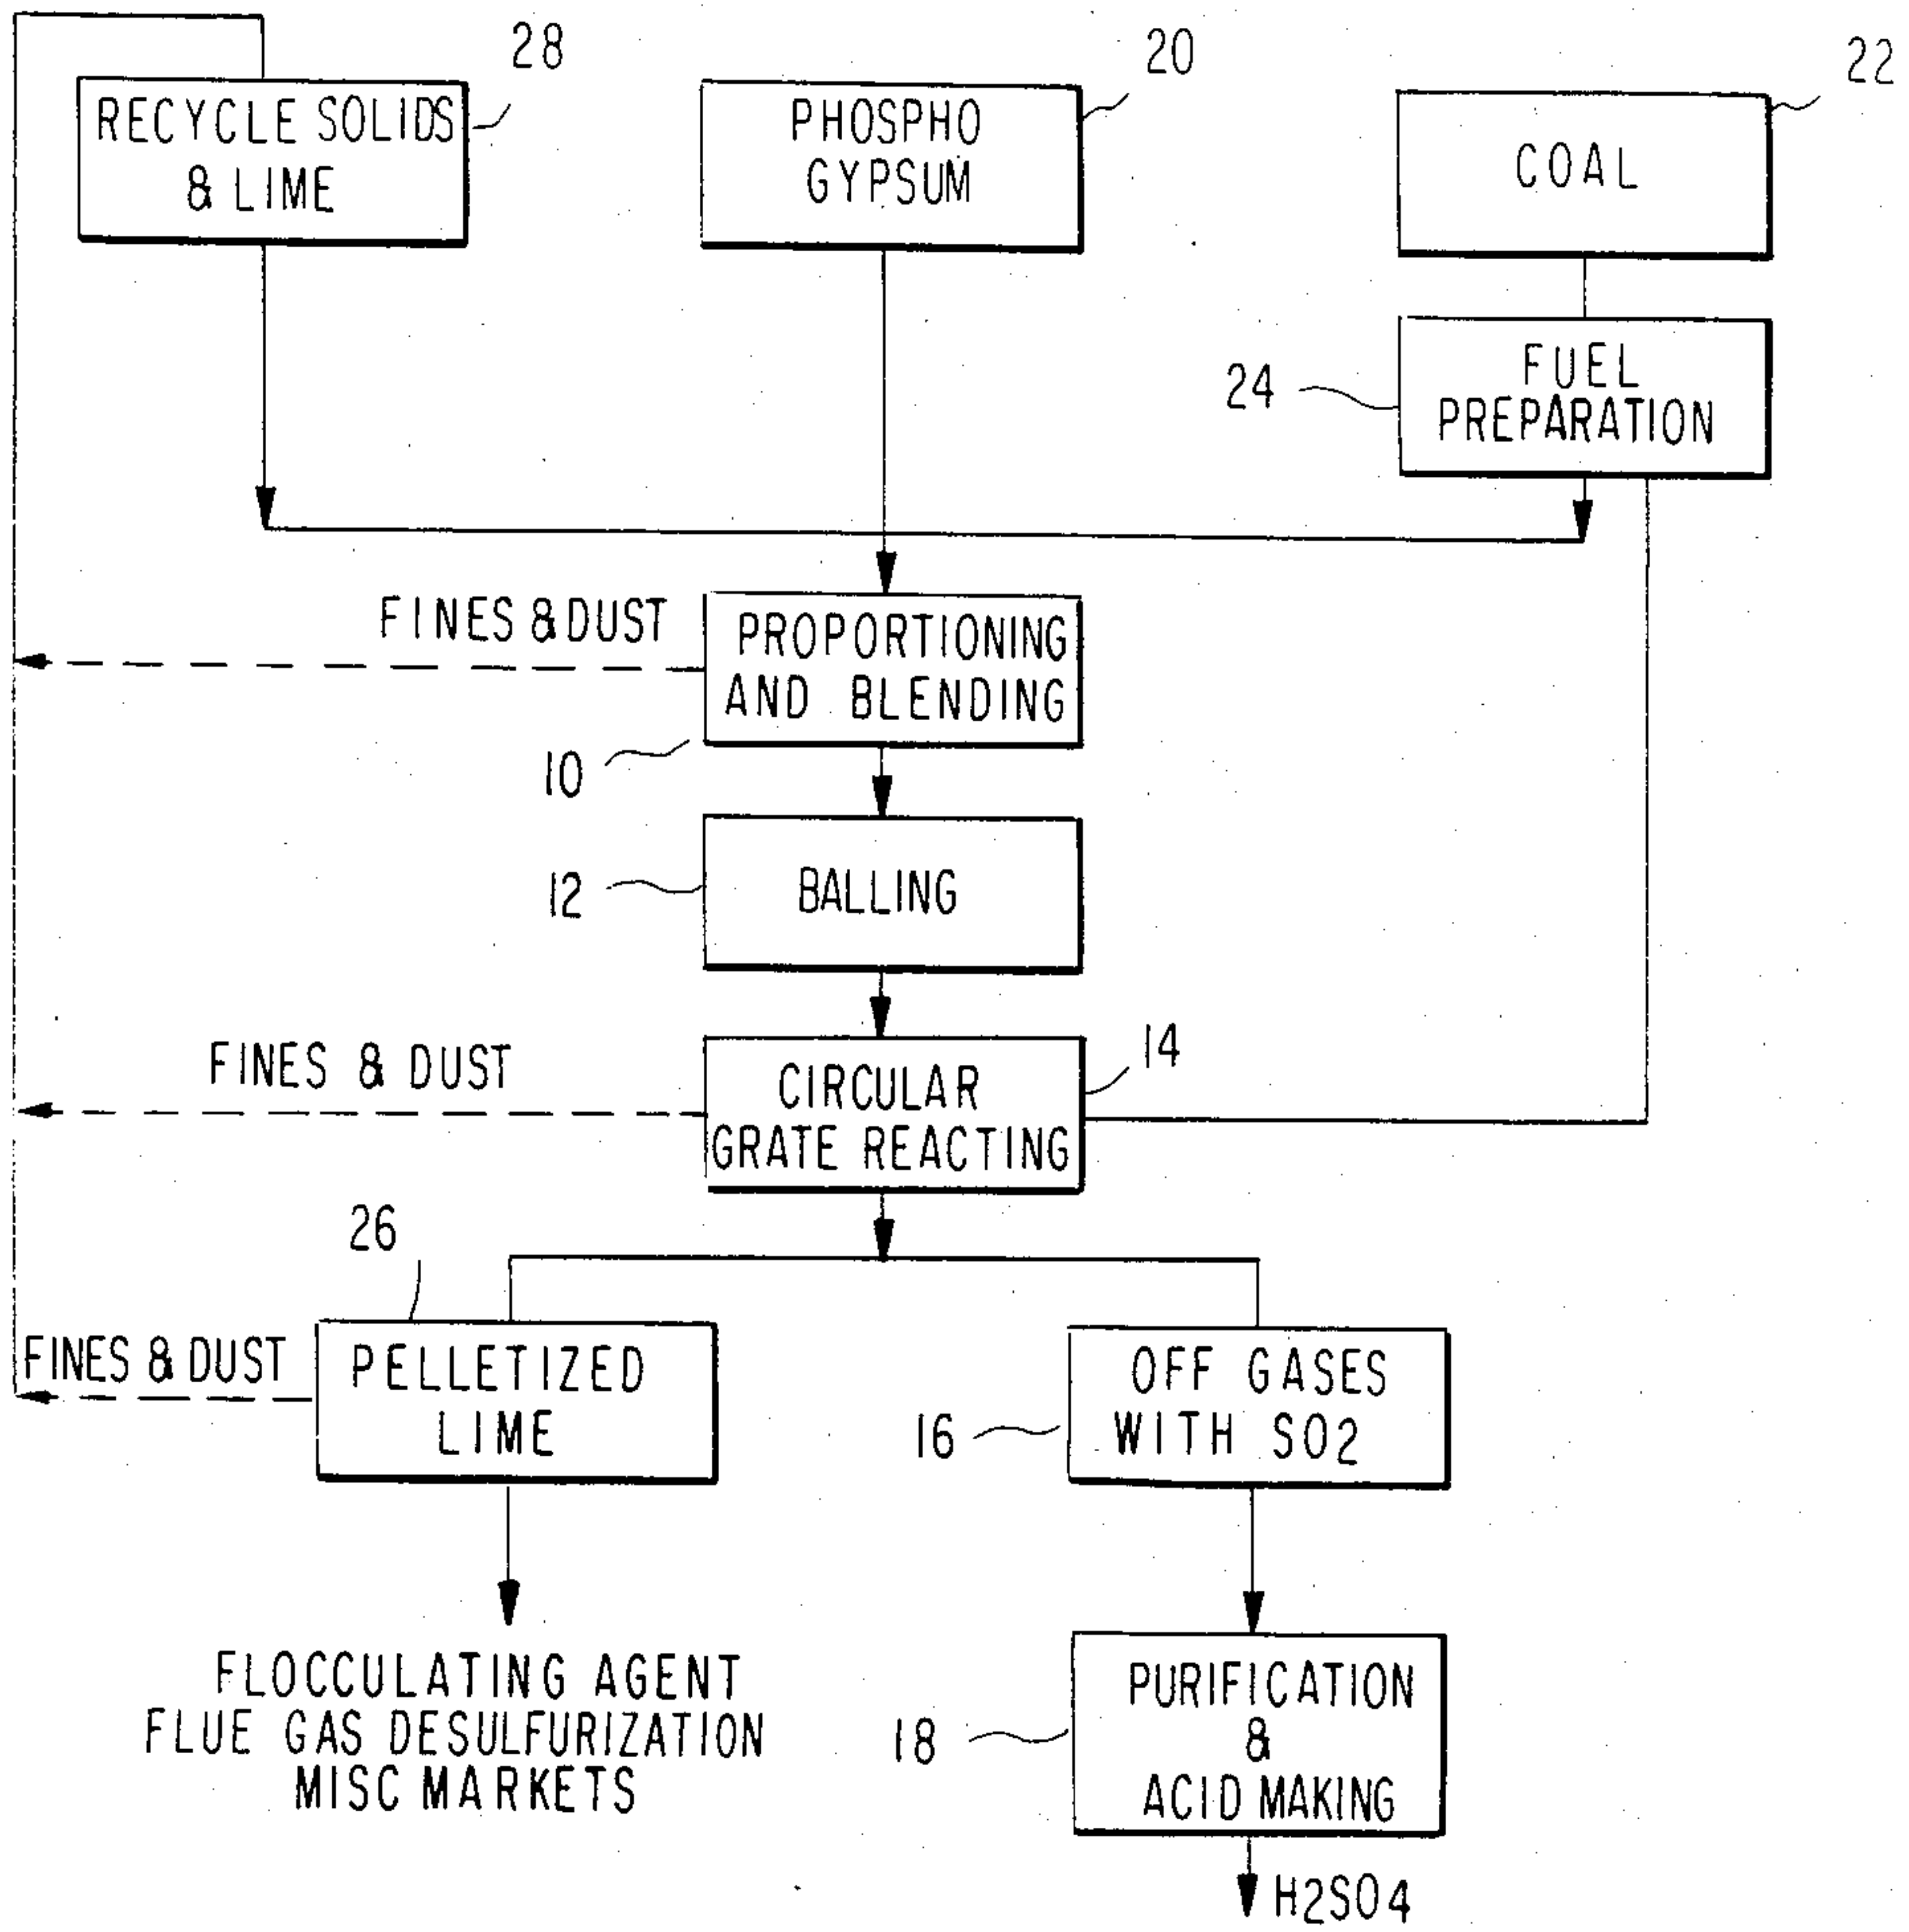 28
20
22
RECYCLE SOLIDS
& LIME
PHOSPHO
GYPSUM
COAL
24
FUEL
PREPARATION
FINES & DUST
PROPORTIONING
AND BLENDING
10
12
BALLING
FINES & DUST
14
CIRCULAR
GRATE REACTING
26
FINES & DUST
PELLETIZED
LIME
16
OFF GASES
WITH SO2
FLOCCULATING AGENT
FLUE GAS DESULFURIZATION
MISC MARKETS
18
PURIFICATION
&
ACID MAKING
H2SO4